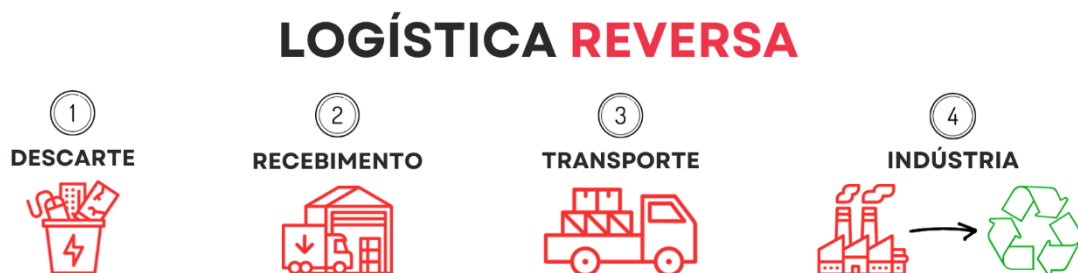 LOGÍSTICA REVERSA
1
2
3
4
DESCARTE
RECEBIMENTO
TRANSPORTE
INDÚSTRIA